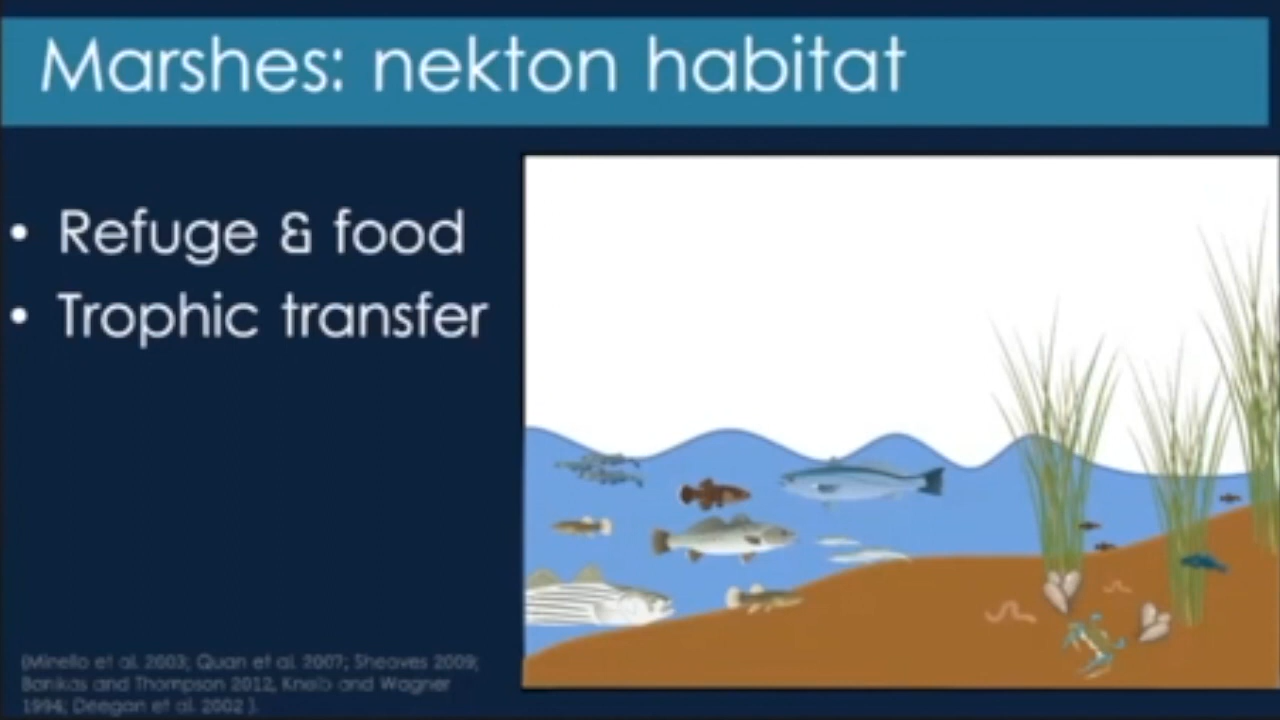 Marshes: nekton habitat
• Refuge & food
• Trophic transfer
(Minello et al. 2003; Quan et al. 2007; Sheaves 2009;
and Thompson 2012, Kneib and Wagner
1994; Deegan et al. 2002 ).